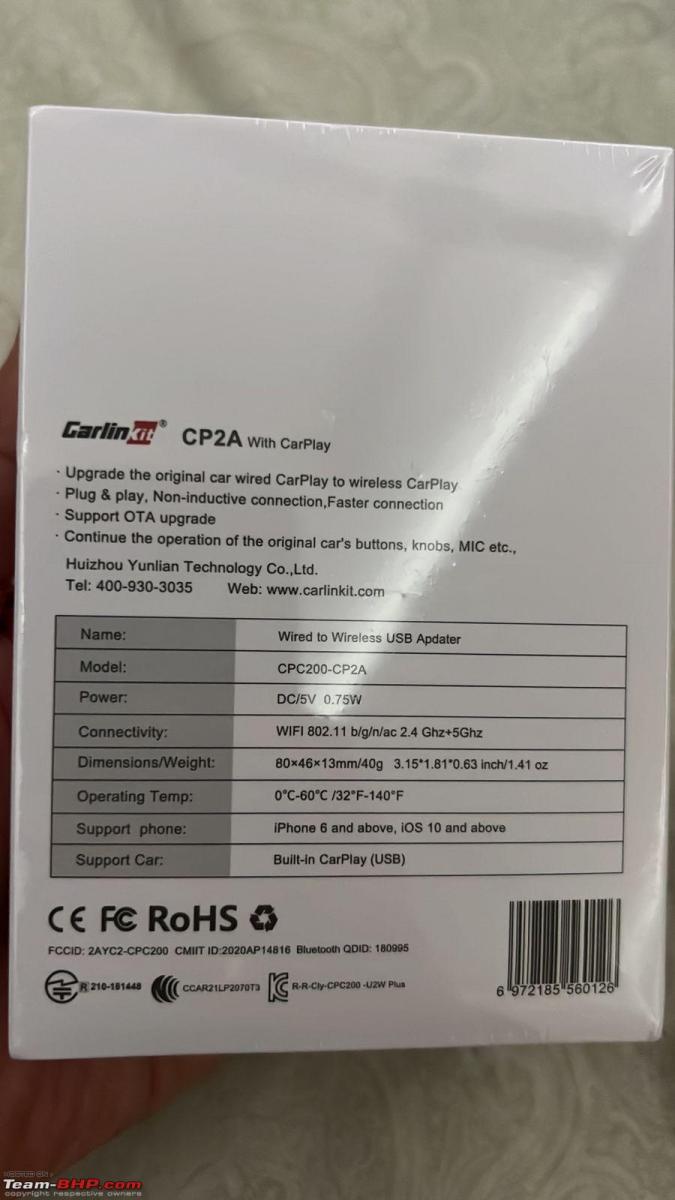 Carlinkit® CP2A With CarPlay
· Upgrade the original car wired CarPlay to wireless CarPlay
· Plug & play, Non-inductive connection,Faster connection
· Support OTA upgrade
· Continue the operation of the original car's buttons, knobs, MIC etc.,
Huizhou Yunlian Technology Co.,Ltd.
Tel: 400-930-3035 Web: www.carlinkit.com
Name: Wired to Wireless USB Apdater
Model: CPC200-CP2A
Power: DC/5V 0.75W
Connectivity: WIFI 802.11 b/g/n/ac 2.4 Ghz+5Ghz
Dimensions/Weight: 80×46×13mm/40g 3.15*1.81*0.63 inch/1.41 oz
Operating Temp: 0°C-60°C /32°F-140°F
Support phone: iPhone 6 and above, iOS 10 and above
Support Car: Built-in CarPlay (USB)
CE FC RoHS
FCCID: 2AYC2-CPC200 CMIIT ID:2020AP14816 Bluetooth QDID: 180995
R 210-161448 CCAR21LP2070T3 R-R-Cly-CPC200 -U2W Plus
6 972185 560126
HOSTED ON :
Team-BHP.com
copyright respective owners